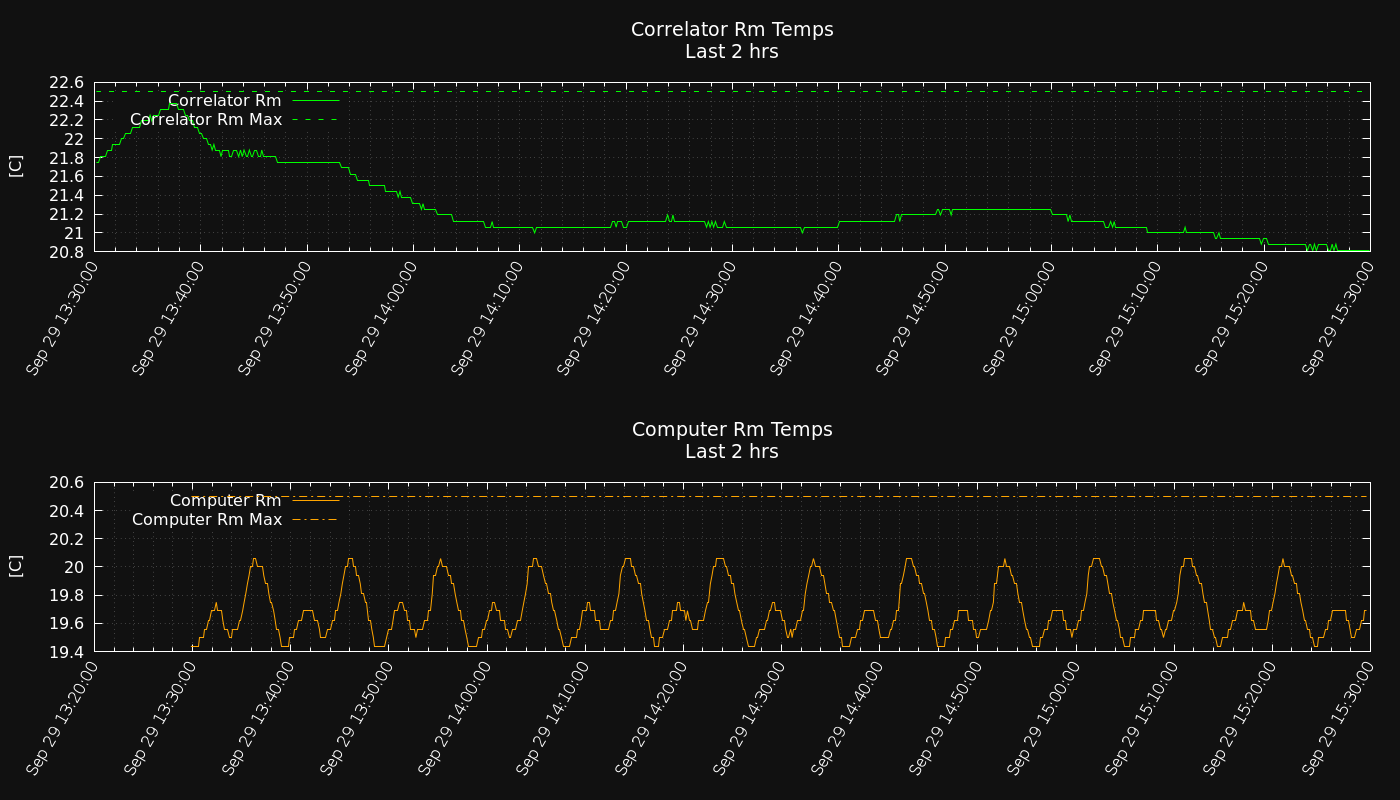 Correlator Rm Temps
Last 2 hrs
[C]
22.6
22.4
22.2
22
21.8
21.6
21.4
21.2
21
20.8
Correlator Rm
Correlator Rm Max
Sep 29 13:30:00
Sep 29 13:40:00
Sep 29 13:50:00
Sep 29 14:00:00
Sep 29 14:10:00
Sep 29 14:20:00
Sep 29 14:30:00
Sep 29 14:40:00
Sep 29 14:50:00
Sep 29 15:00:00
Sep 29 15:10:00
Sep 29 15:20:00
Sep 29 15:30:00
Computer Rm Temps
Last 2 hrs
[C]
20.6
20.4
20.2
20
19.8
19.6
19.4
Computer Rm
Computer Rm Max
Sep 29 13:20:00
Sep 29 13:30:00
Sep 29 13:40:00
Sep 29 13:50:00
Sep 29 14:00:00
Sep 29 14:10:00
Sep 29 14:20:00
Sep 29 14:30:00
Sep 29 14:40:00
Sep 29 14:50:00
Sep 29 15:00:00
Sep 29 15:10:00
Sep 29 15:20:00
Sep 29 15:30:00